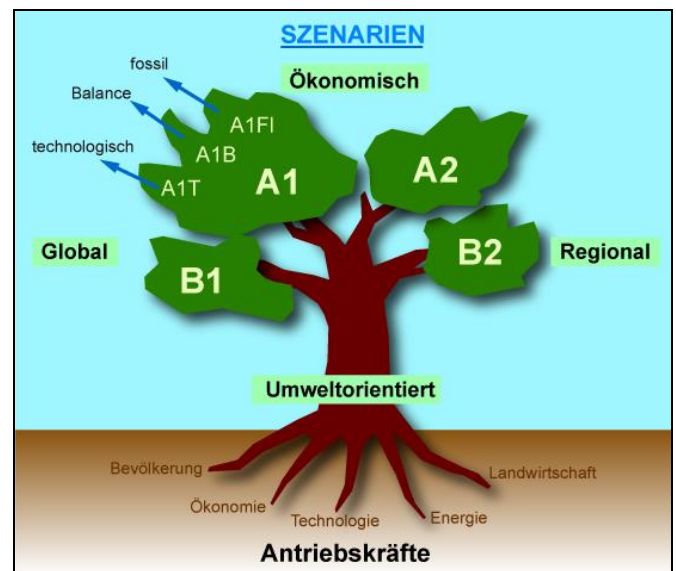 SZENARIEN
fossil
Ökonomisch
Balance
A1FI
technologisch
A1B
A1T
A1
A2
Global
B1
B2
Regional
Umweltorientiert
Bevölkerung
Landwirtschaft
Ökonomie
Technologie
Energie
Antriebskräfte